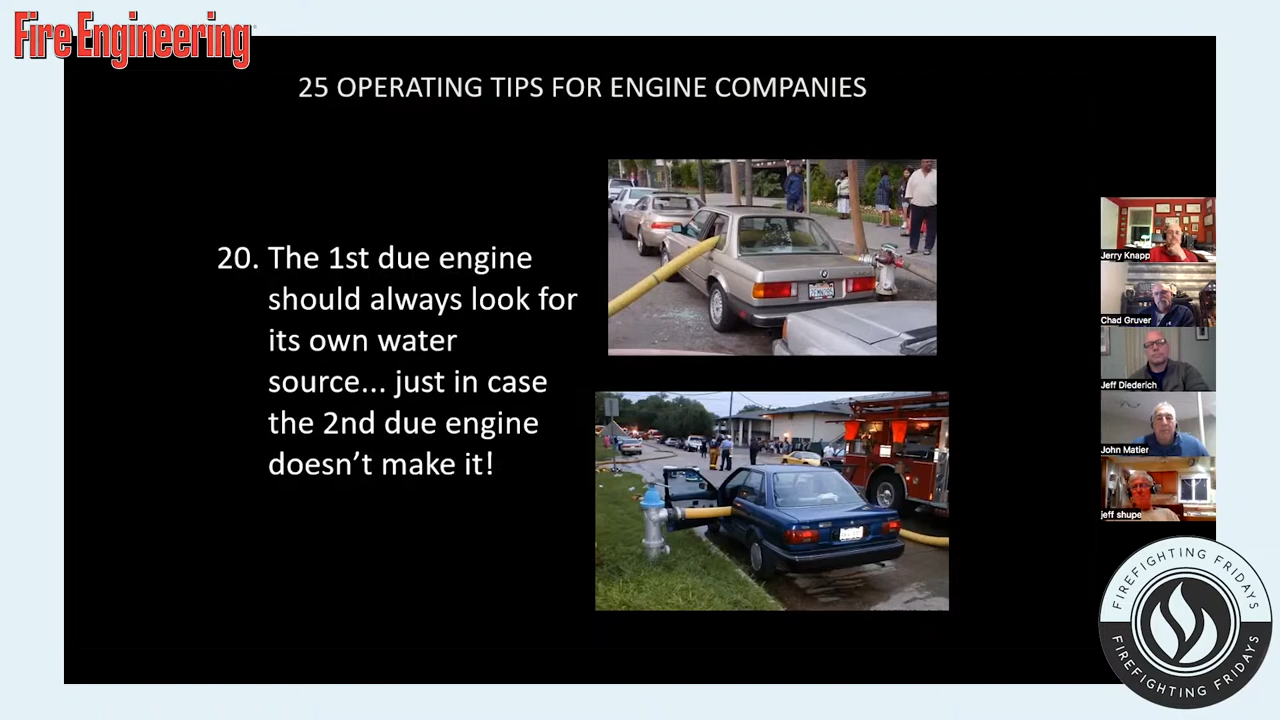 Fire Engineering
25 OPERATING TIPS FOR ENGINE COMPANIES
20. The 1st due engine
should always look for
its own water
source... just in case
the 2nd due engine
doesn't make it!
Jerry Knapp
Chad Gruver
Jeff Diederich
John Matier
jeff shupe
FIREFIGHTING FRIDAYS
FIREFIGHTING FRIDAYS